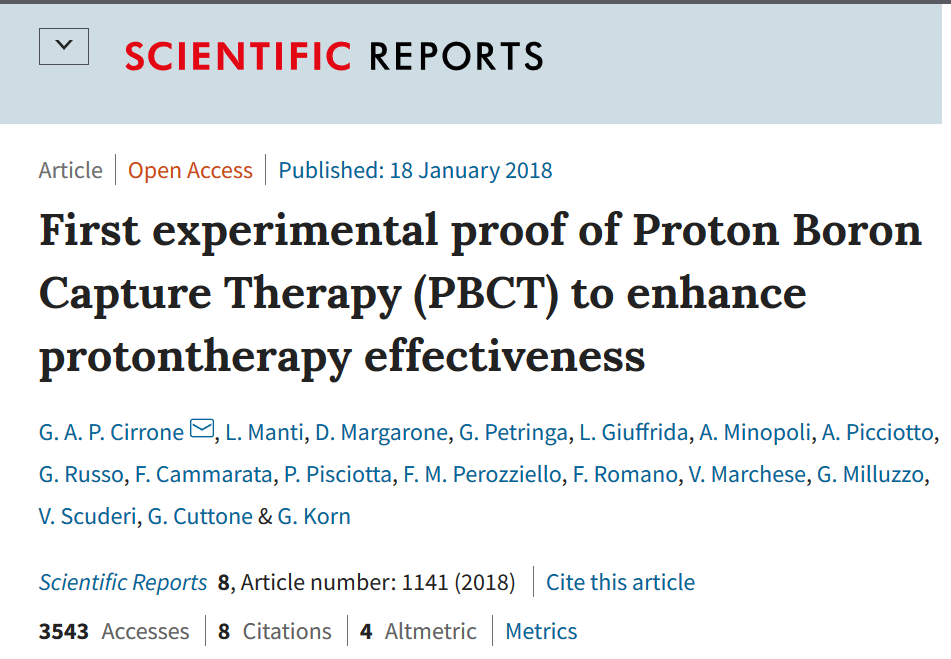 SCIENTIFIC REPORTS
Article Open Access Published: 18 January 2018
First experimental proof of Proton Boron
Capture Therapy (PBCT) to enhance
protontherapy effectiveness
G. A. P. Cirrone , L. Manti, D. Margarone, G. Petringa, L. Giuffrida, A. Minopoli, A. Picciotto,
G. Russo, F. Cammarata, P. Pisciotta, F. M. Perozziello, F. Romano, V. Marchese, G. Milluzzo,
V. Scuderi, G. Cuttone & G. Korn
Scientific Reports 8, Article number: 1141 (2018) Cite this article
3543 Accesses 8 Citations 4 Altmetric Metrics